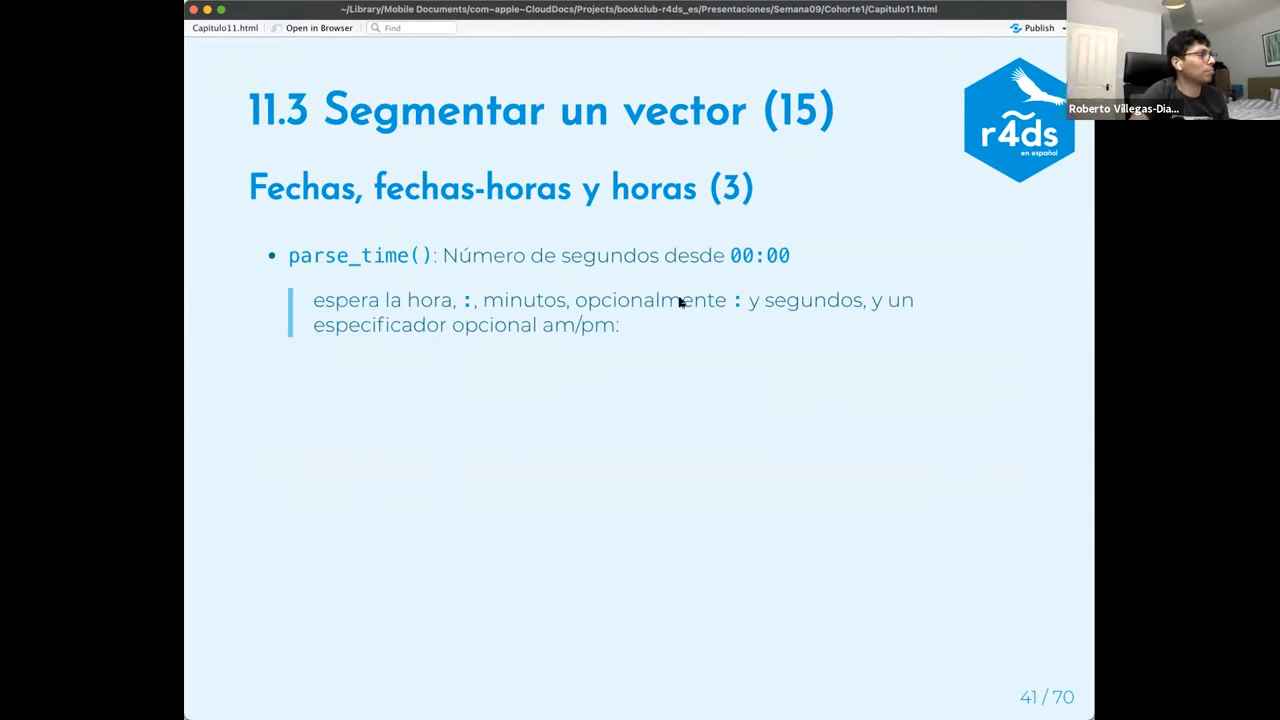 ~/Library/Mobile Documents/com~apple~CloudDocs/Projects/bookclub-r4ds_es/Presentaciones/Semana09/Cohorte1/Capitulo11.html
Capitulo11.html
Open in Browser
Find
Publish
Roberto Villegas-Dia...
11.3 Segmentar un vector (15)
r4ds
en español
Fechas, fechas-horas y horas (3)
• parse_time(): Número de segundos desde 00:00
espera la hora, :, minutos, opcionalmente : y segundos, y un
especificador opcional am/pm:
41 / 70